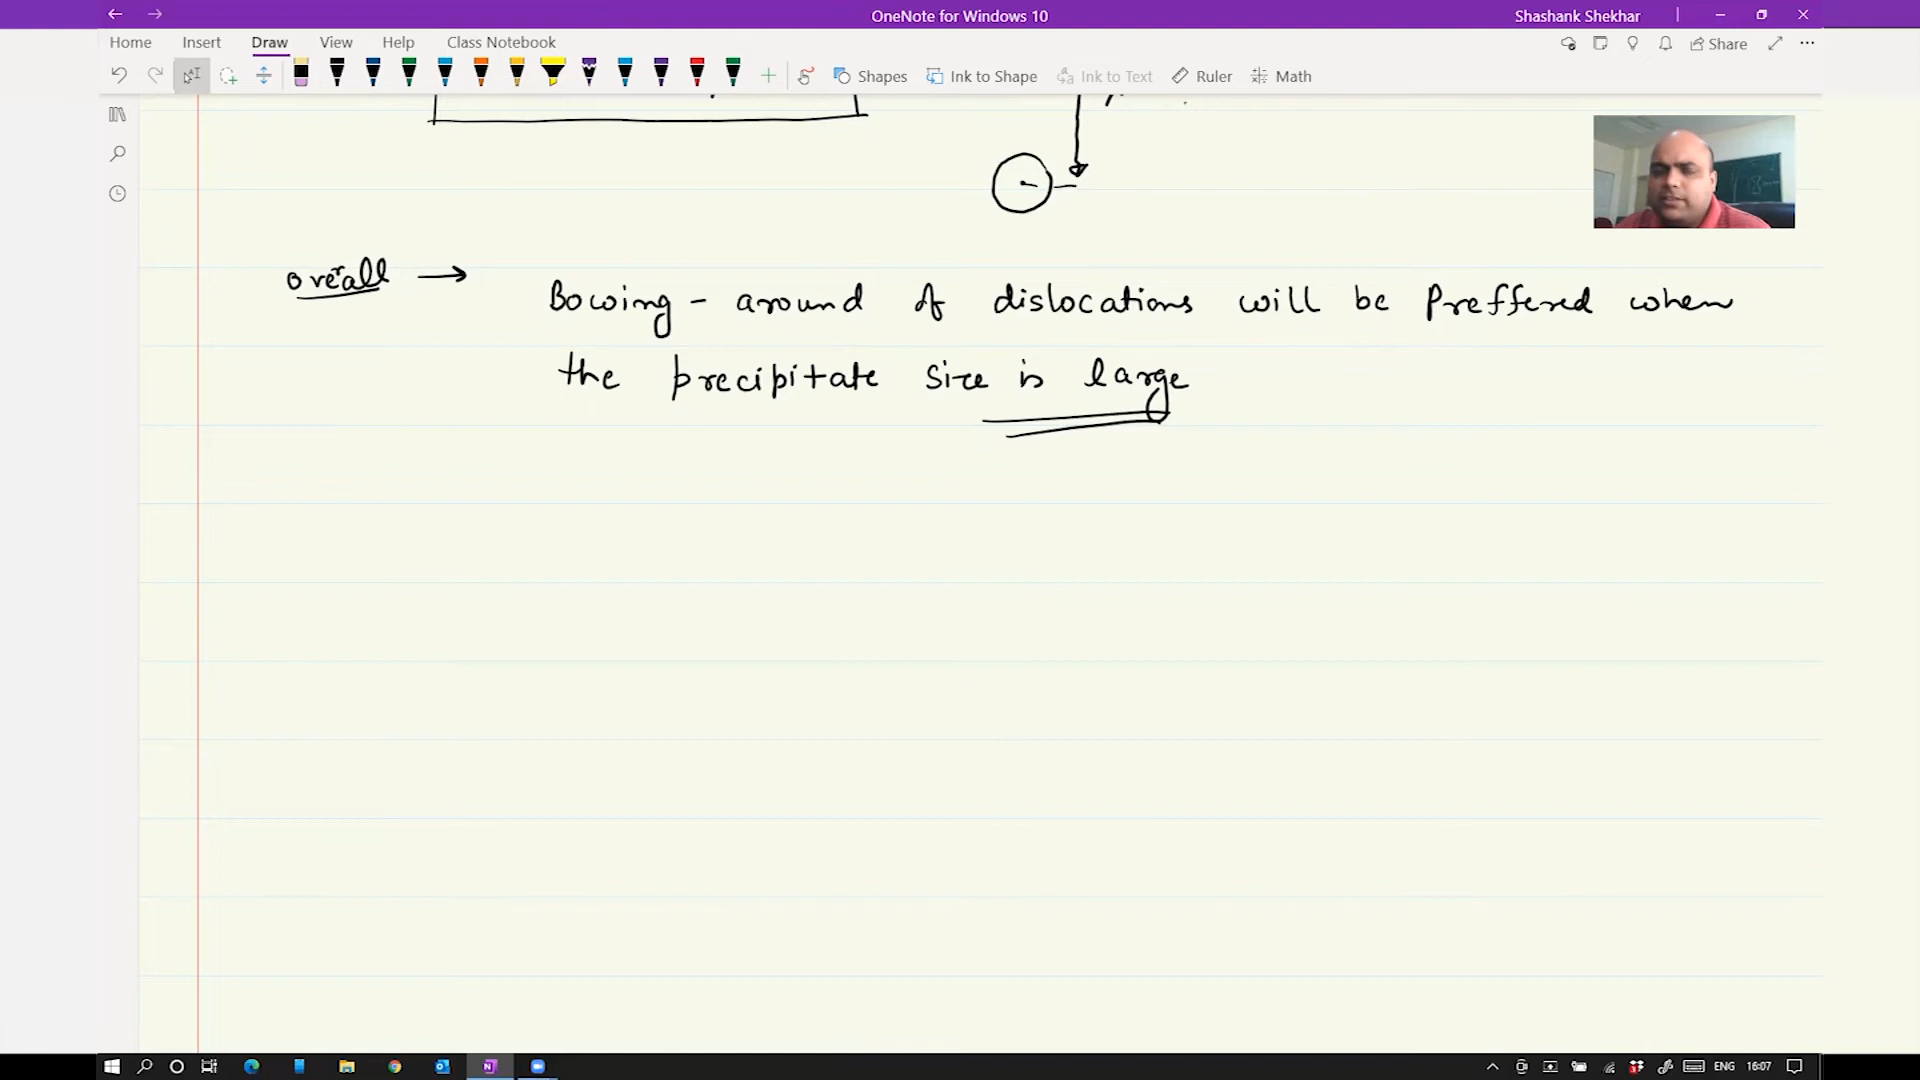 OneNote for Windows 10
Shashank Shekhar
Home Insert Draw View Help Class Notebook
Share
Shapes Ink to Shape Ink to Text Ruler Math
overall →
Bowing - around of dislocations will be Preffered when
the precipitate size is large
ENG 16:07